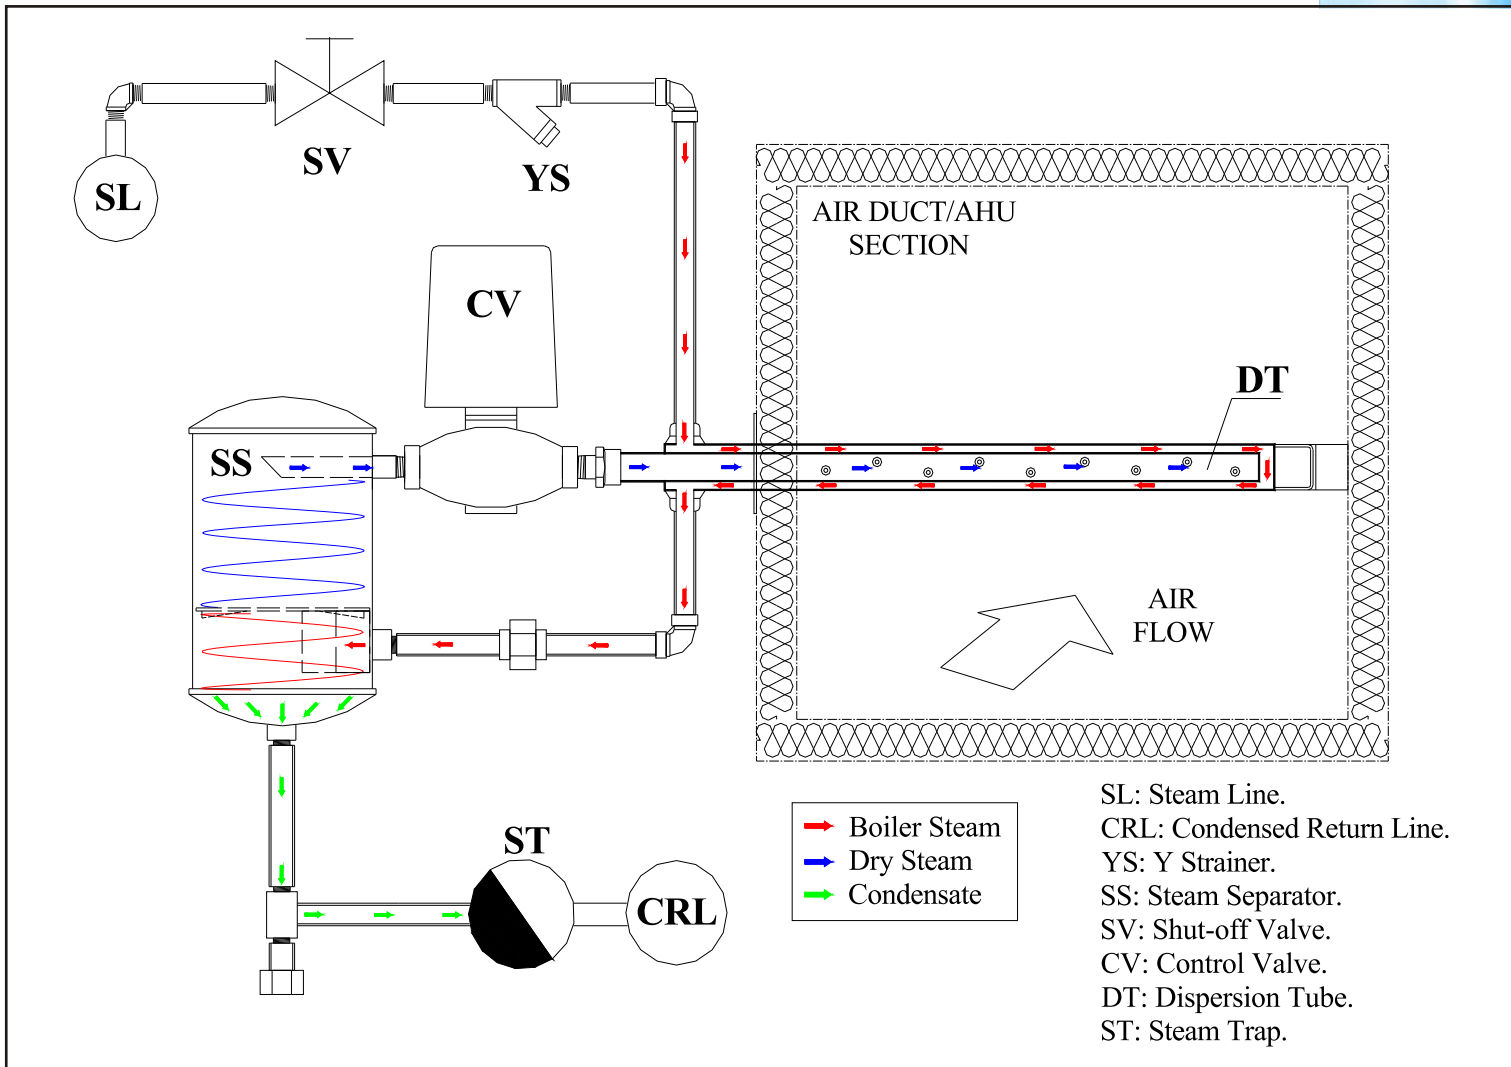 SV
YS
SL
AIR DUCT/AHU
SECTION
CV
DT
SS
AIR
FLOW
ST
CRL
Boiler Steam
Dry Steam
Condensate
SL: Steam Line.
CRL: Condensed Return Line.
YS: Y Strainer.
SS: Steam Separator.
SV: Shut-off Valve.
CV: Control Valve.
DT: Dispersion Tube.
ST: Steam Trap.